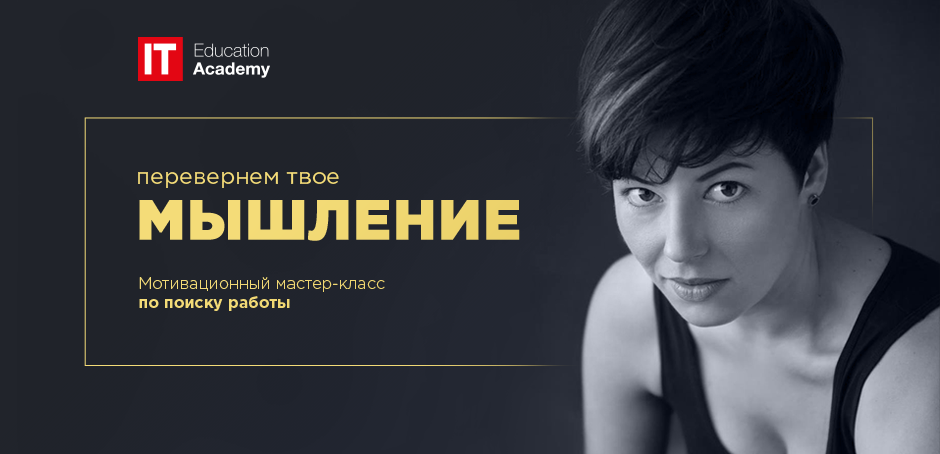 IT Education
Academy
перевернем твое
МЫШЛЕНИЕ
Мотивационный мастер-класс
по поиску работы